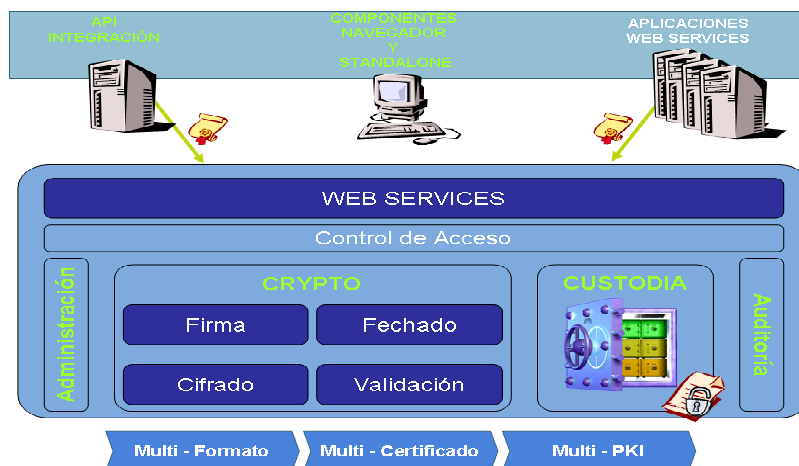 API
INTEGRACIÓN
COMPONENTES
NAVEGADOR
Y
STANDALONE
APLICACIONES
WEB SERVICES
WEB SERVICES
Control de Acceso
Administración
CRYPTO
Firma
Fechado
Cifrado
Validación
CUSTODIA
Auditoría
Multi - Formato
Multi - Certificado
Multi - PKI